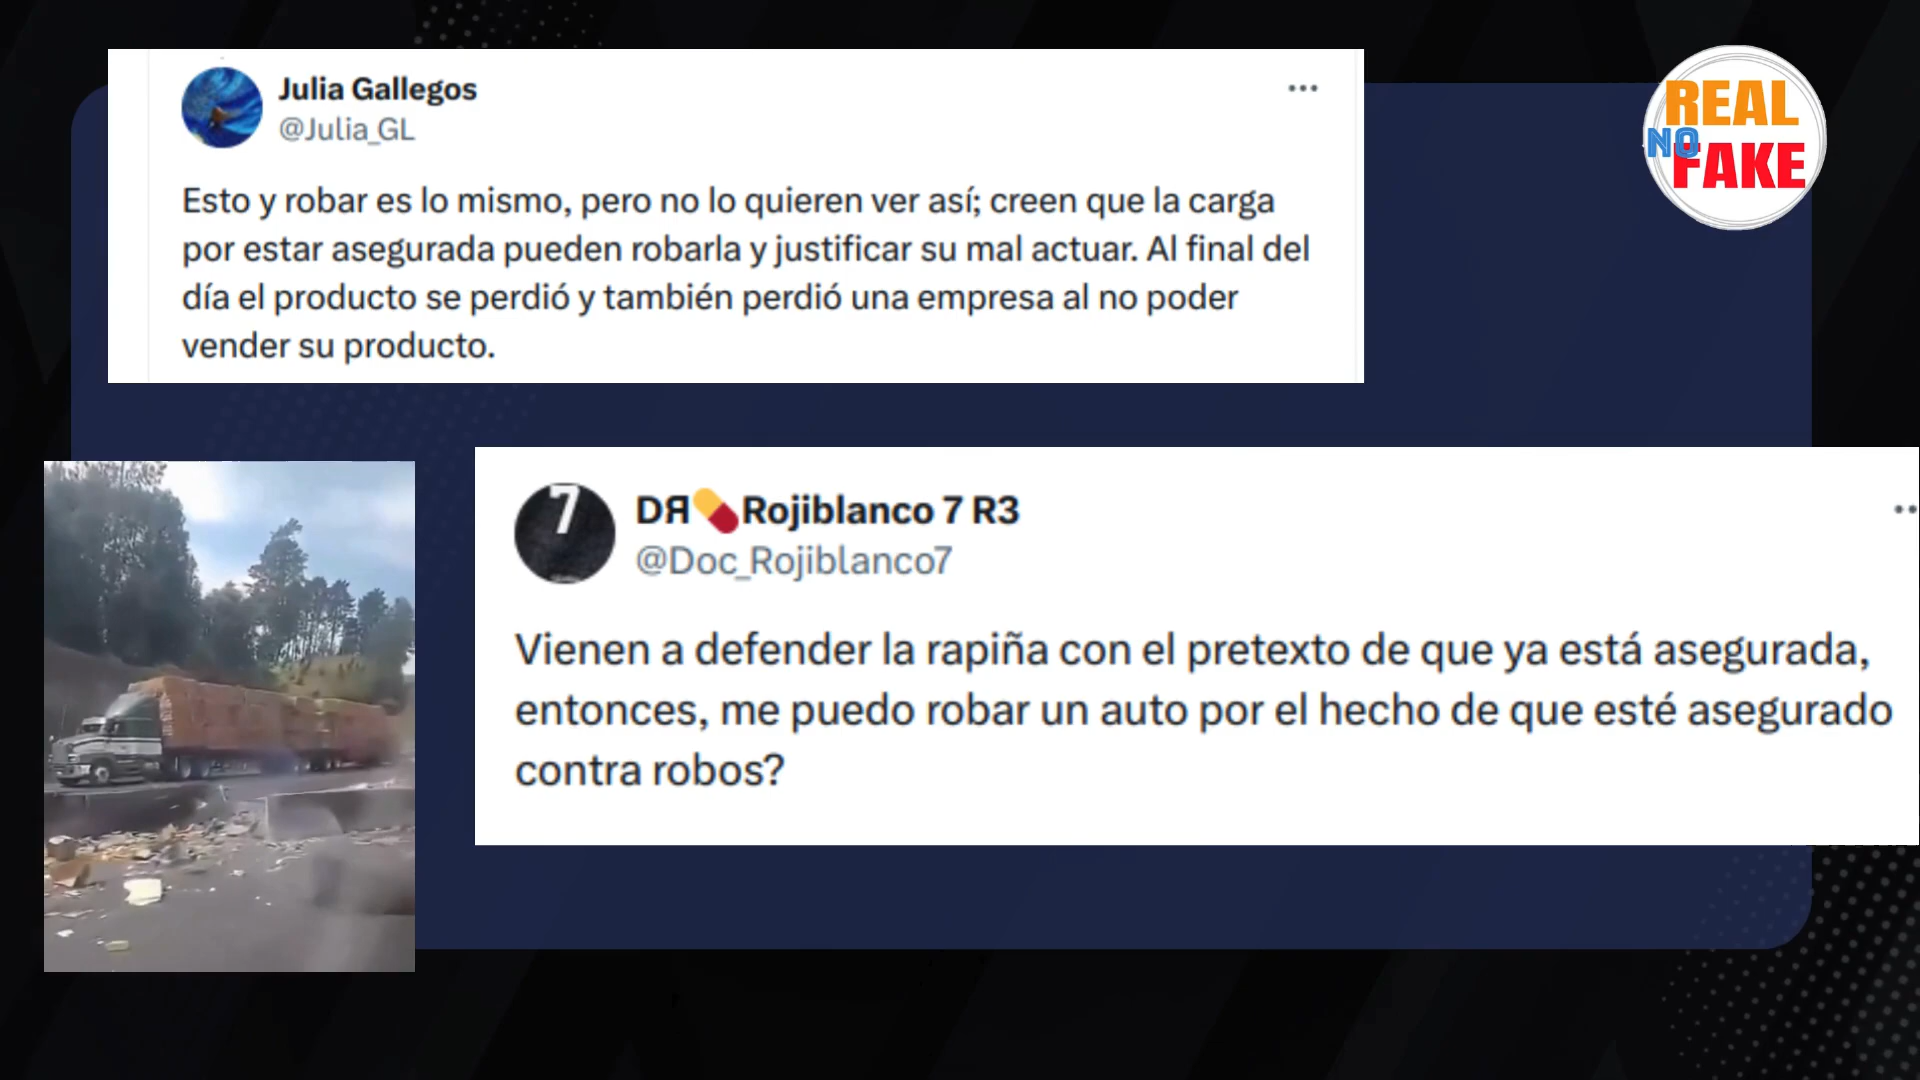 Julia Gallegos
@Julia_GL
Esto y robar es lo mismo, pero no lo quieren ver así; creen que la carga
por estar asegurada pueden robarla y justificar su mal actuar. Al final del
día el producto se perdió y también perdió una empresa al no poder
vender su producto.
REAL
NO
FAKE
7
DЯ💊Rojiblanco 7 R3
@Doc_Rojiblanco7
Vienen a defender la rapiña con el pretexto de que ya está asegurada,
entonces, me puedo robar un auto por el hecho de que esté asegurado
contra robos?